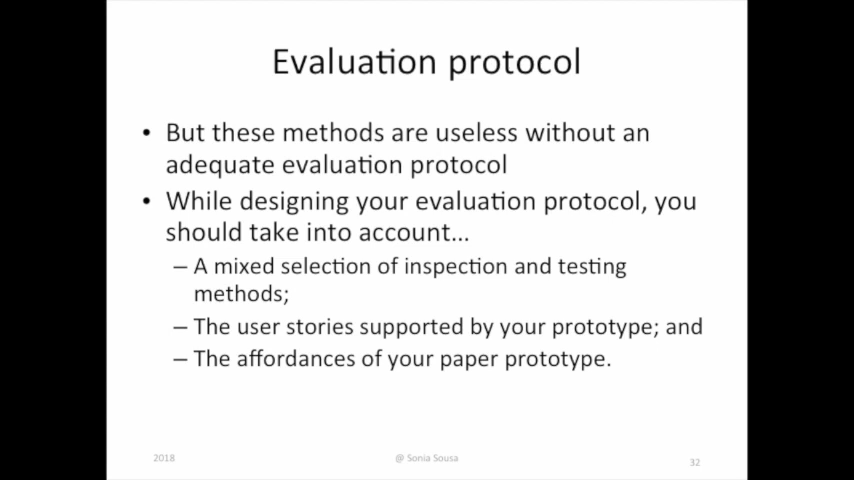 Evaluation protocol
• But these methods are useless without an
adequate evaluation protocol
• While designing your evaluation protocol, you
should take into account...
– A mixed selection of inspection and testing
methods;
– The user stories supported by your prototype; and
– The affordances of your paper prototype.
2018
@ Sonia Sousa
32